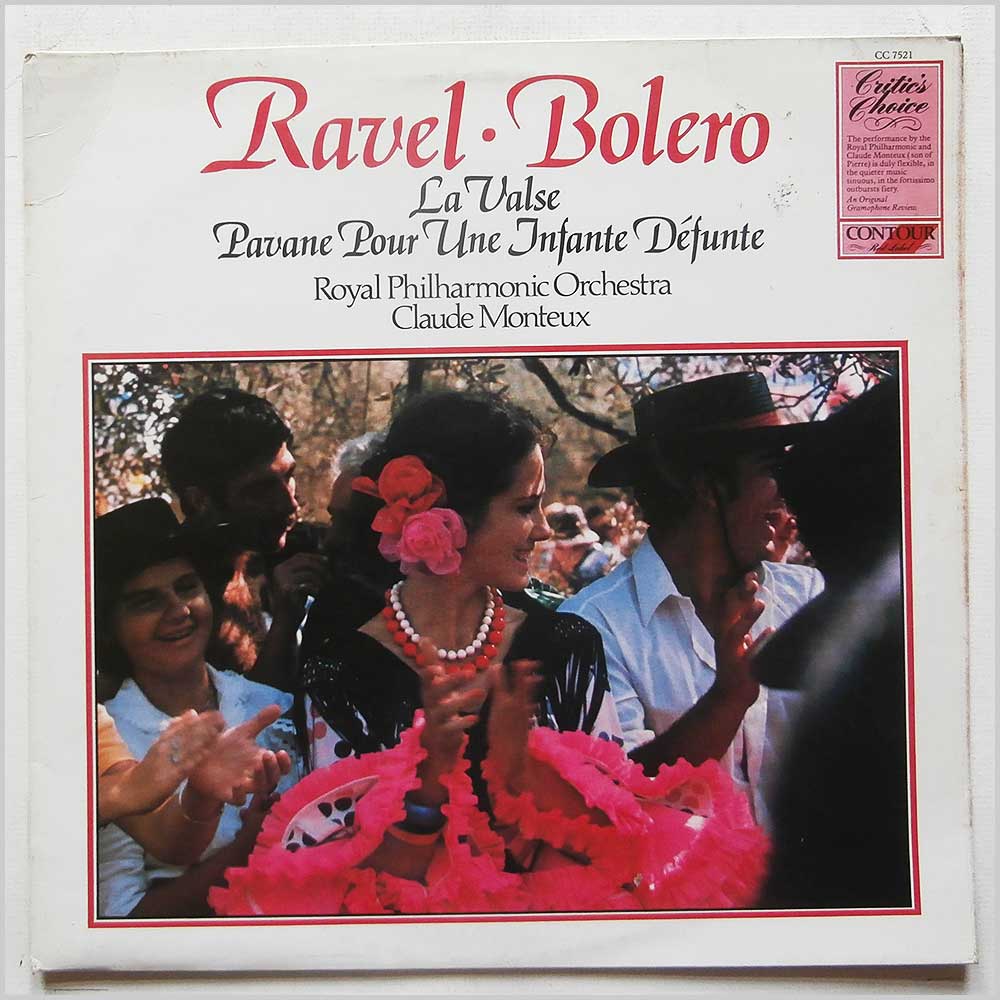 CC 7521
Ravel · Bolero
La Valse
Pavane Pour Une Infante Défunte
Royal Philharmonic Orchestra
Claude Monteux
Critic's
Choice
The performance by the
Royal Philharmonic and
Claude Monteux (son of
Pierre) is duly flexible, in
the quieter music
sinuous, in the fortissimo
outbursts fiery.
An Original
Gramophone Review.
CONTOUR
Red Label